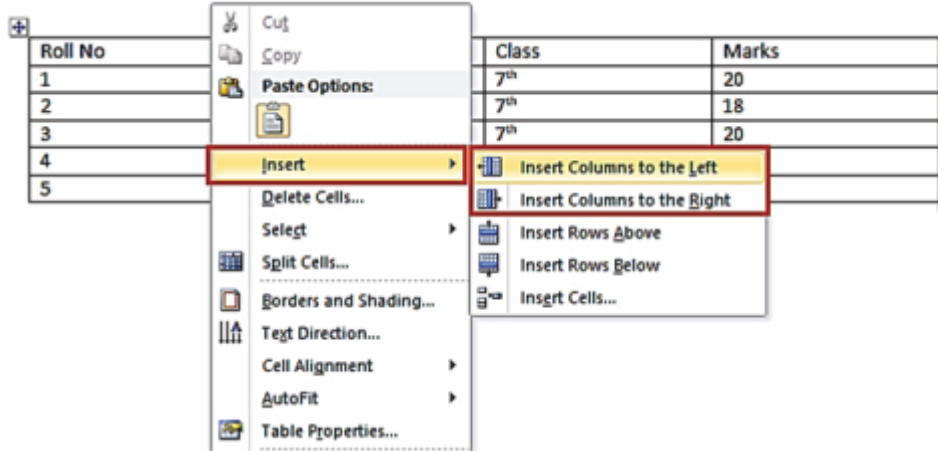 Cut
Roll No Copy Class Marks
1 Paste Options: 7th 20
2 7th 18
3 7th 20
4 Insert Insert Columns to the Left
5 Delete Cells... Insert Columns to the Right
Select Insert Rows Above
Split Cells... Insert Rows Below
Borders and Shading... Insert Cells...
Text Direction...
Cell Alignment
AutoFit
Table Properties...